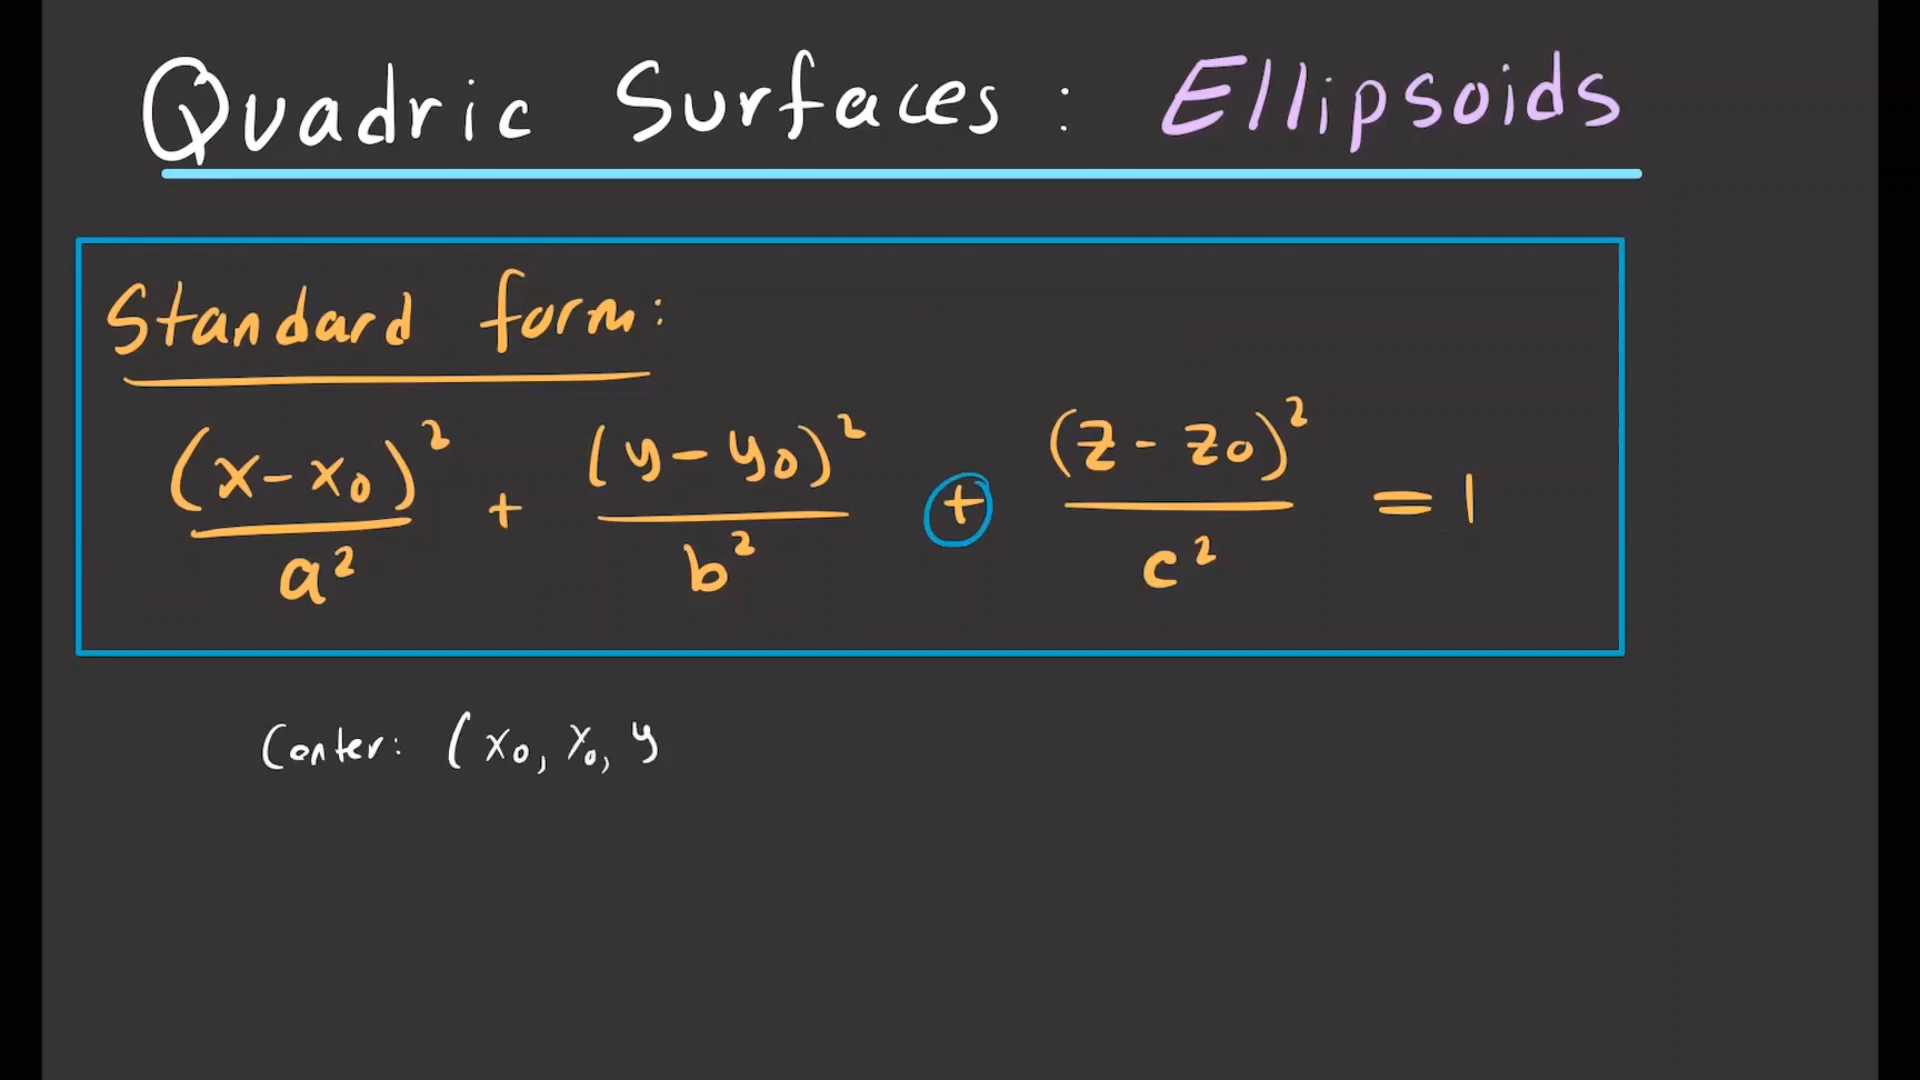 Quadric Surfaces: Ellipsoids
Standard form:
(x-x₀)²/a² + (y-y₀)²/b² + (z-z₀)²/c² = 1
Center: (x₀, y₀, y